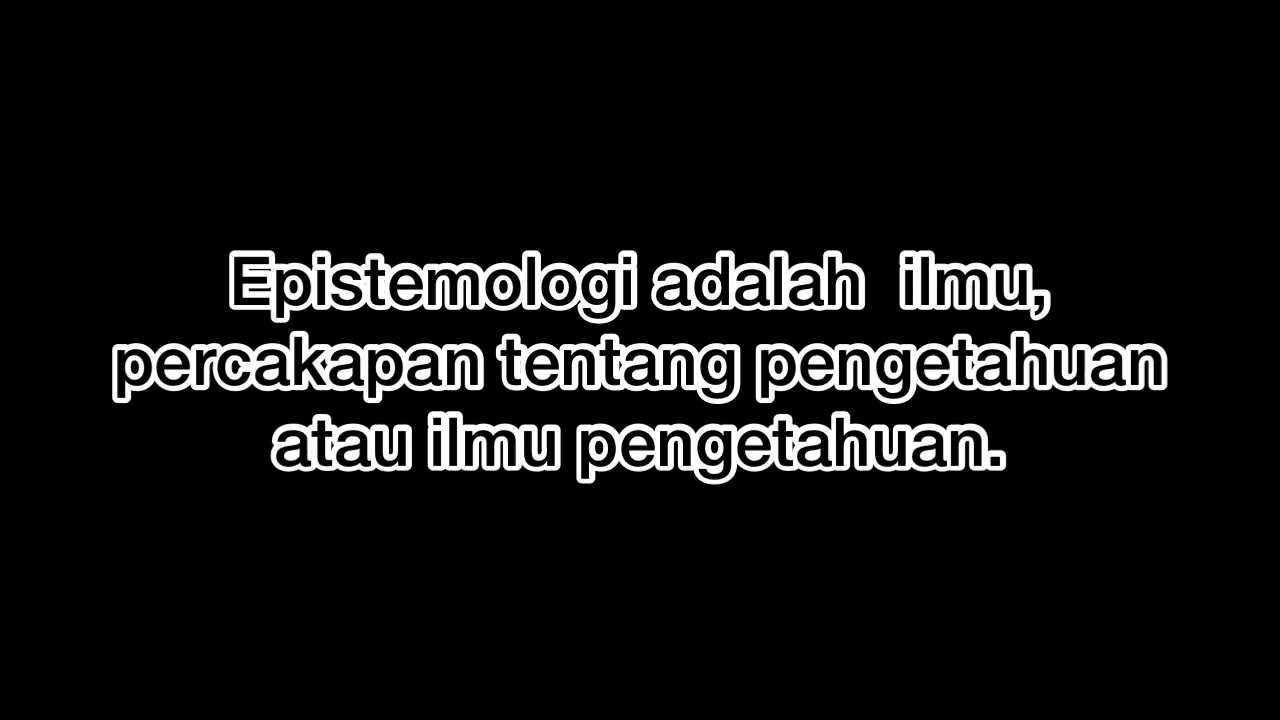 Epistemologi adalah  ilmu,
percakapan tentang pengetahuan
atau ilmu pengetahuan.